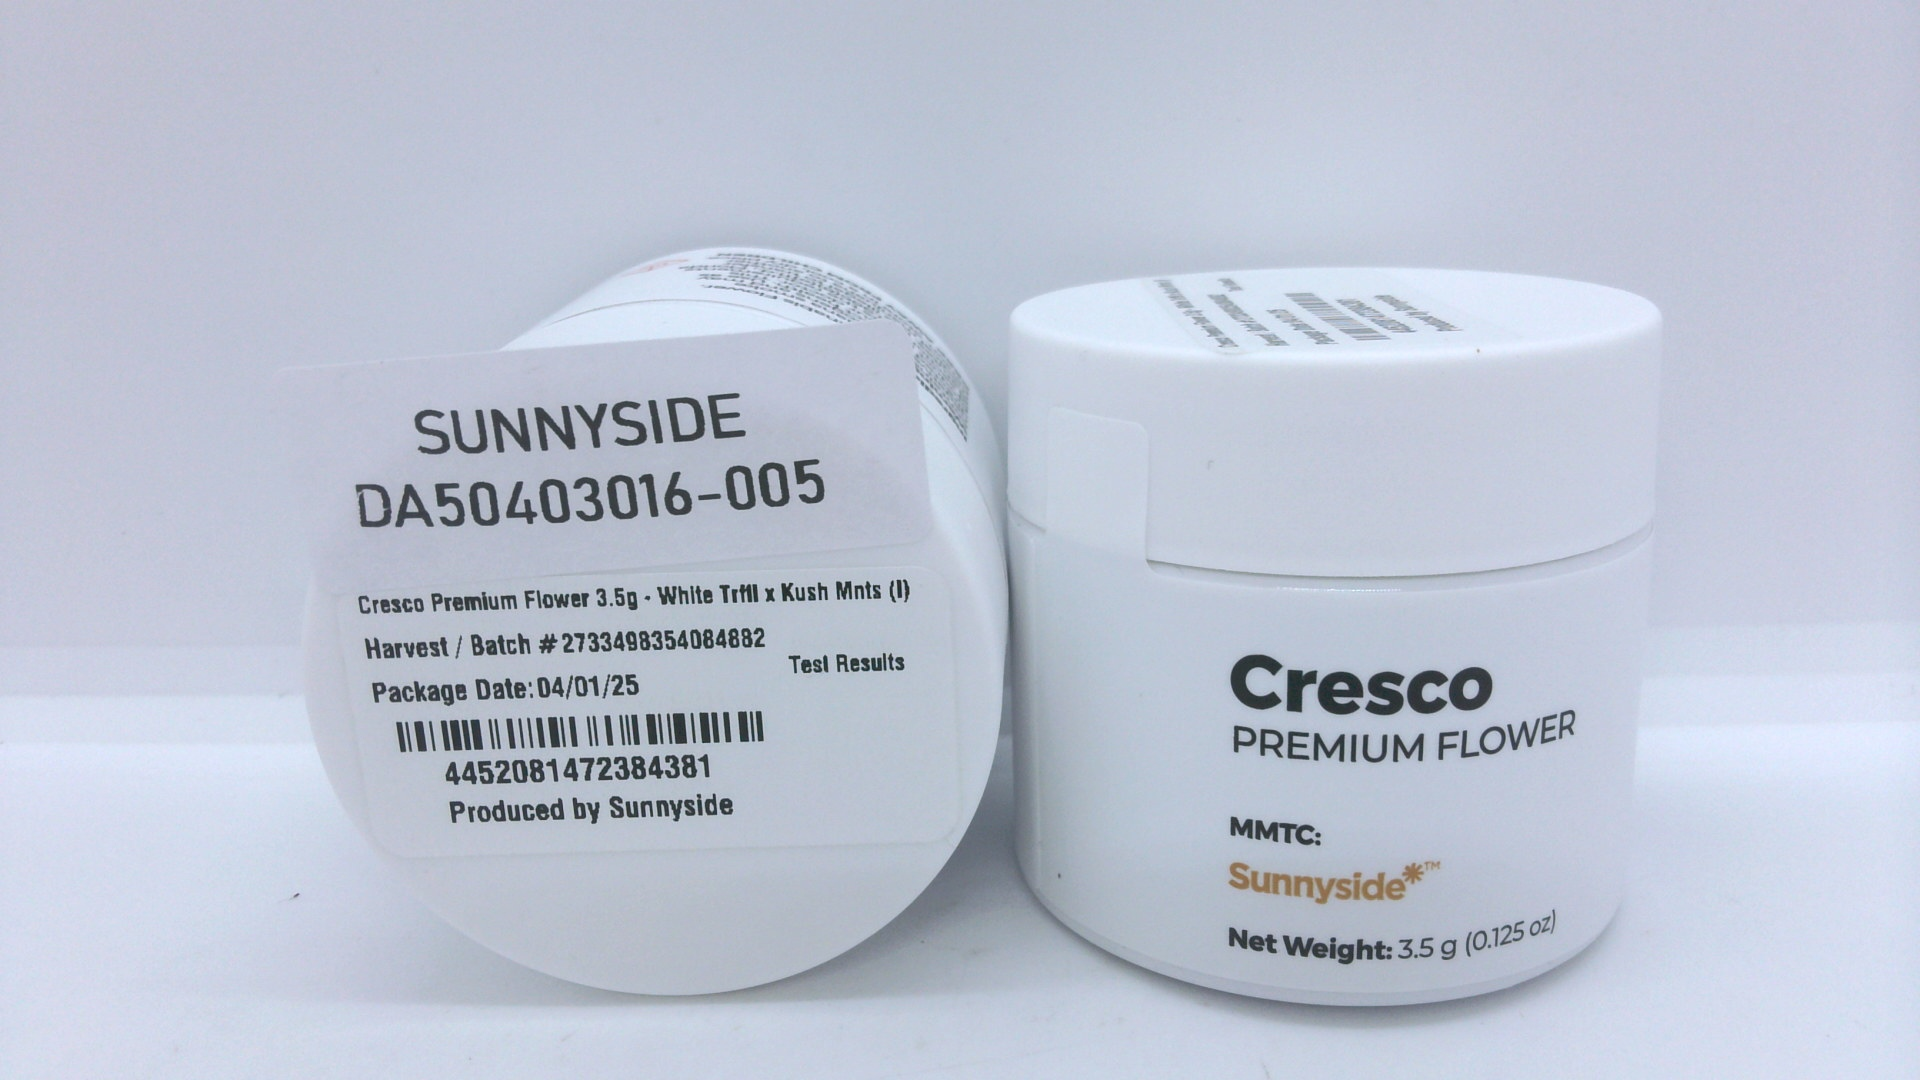 SUNNYSIDE
DA50403016-005
Cresco Premium Flower 3.5g - White Trffl x Kush Mnts (I)
Harvest / Batch # 2733498354084882
Test Results
Package Date: 04/01/25
4452081472384381
Produced by Sunnyside
Cresco
PREMIUM FLOWER
MMTC:
Sunnyside*™
Net Weight: 3.5 g (0.125 oz)